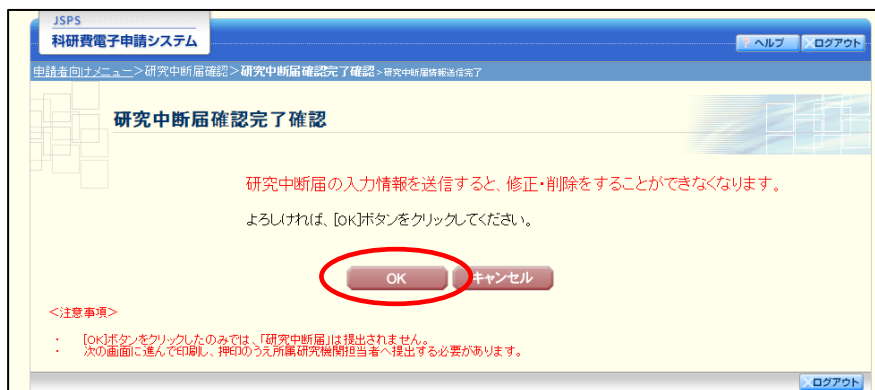 JSPS
科研費電子申請システム
? ヘルプ ×ログアウト
申請者向けメニュー>研究中断届確認>研究中断届確認完了確認>研究中断届情報送信完了
研究中断届確認完了確認
研究中断届の入力情報を送信すると、修正・削除をすることができなくなります。
よろしければ、[OK]ボタンをクリックしてください。
OK キャンセル
<注意事項>
・ [OK]ボタンをクリックしたのみでは、「研究中断届」は提出されません。
・ 次の画面に進んで印刷し、押印のうえ所属研究機関担当者へ提出する必要があります。
×ログアウト